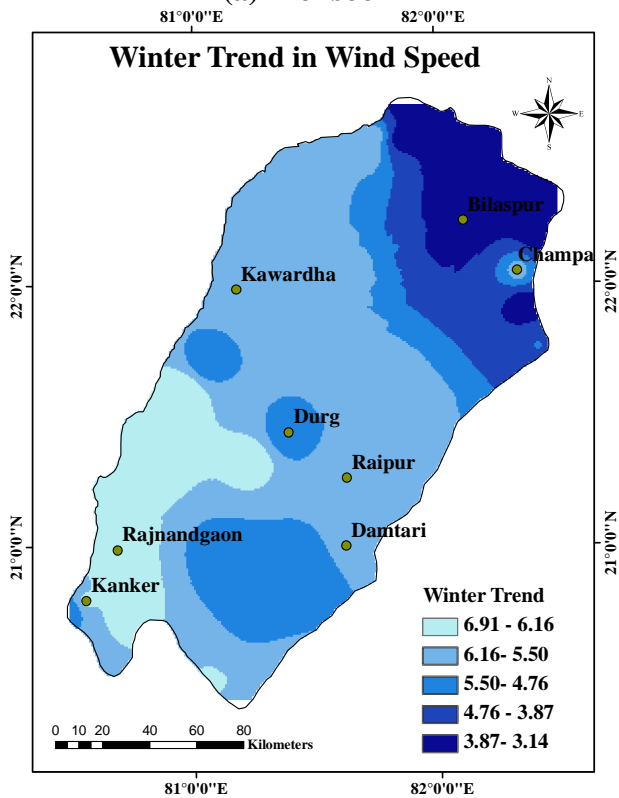 81°0'0"E 82°0'0"E
Winter Trend in Wind Speed
N
W E
S
Bilaspur
Champa
22°0'0"N 22°0'0"N
Kawardha
Durg
Raipur
Rajnandgaon Damtari
21°0'0"N 21°0'0"N
Kanker
Winter Trend
6.91 - 6.16
6.16- 5.50
5.50- 4.76
4.76 - 3.87
3.87- 3.14
0 10 20 40 60 80
Kilometers
81°0'0"E 82°0'0"E